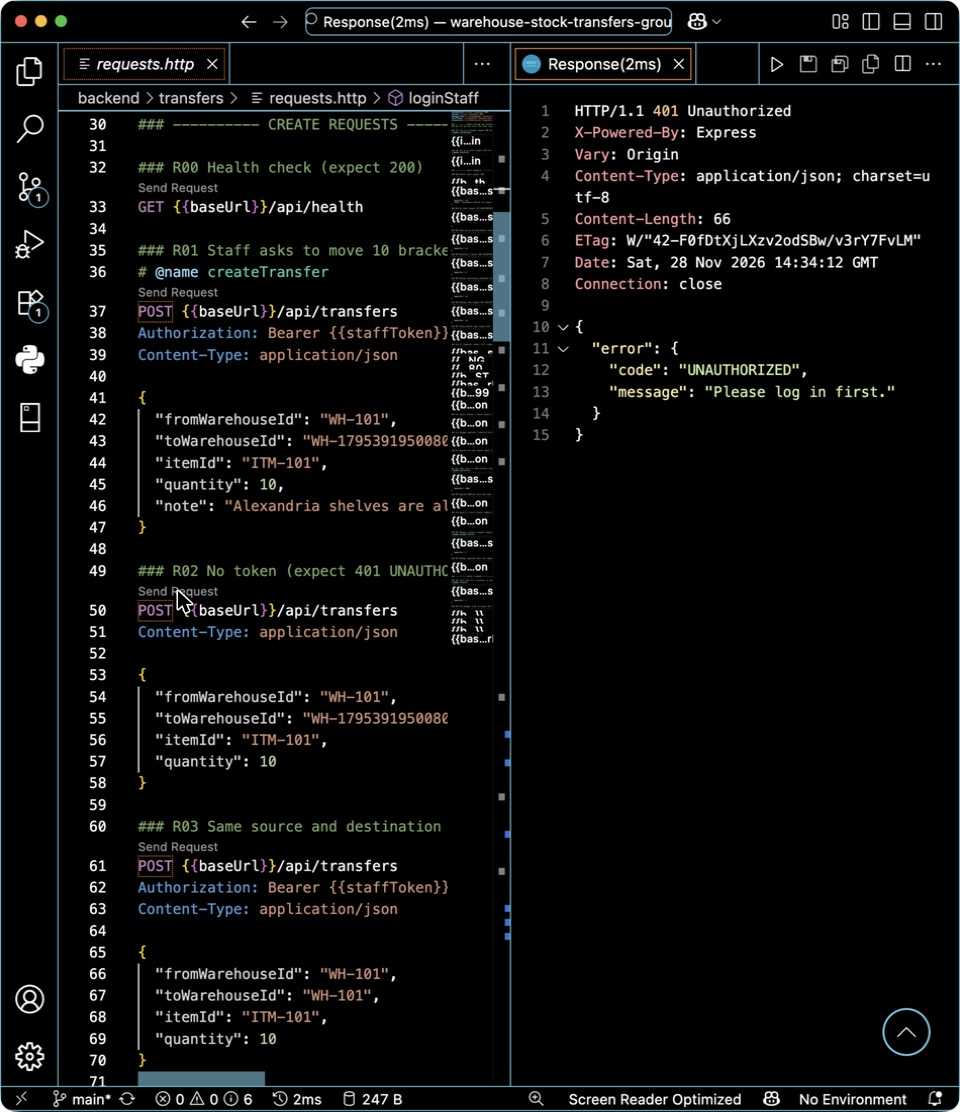 Response(2ms) — warehouse-stock-transfers-grou
requests.http
Response(2ms)
backend > transfers > requests.http > loginStaff
30 ### ---------- CREATE REQUESTS -----
31
32 ### R00 Health check (expect 200)
Send Request
33 GET {{baseUrl}}/api/health
34
35 ### R01 Staff asks to move 10 bracke
36 # @name createTransfer
Send Request
37 POST {{baseUrl}}/api/transfers
38 Authorization: Bearer {{staffToken}}
39 Content-Type: application/json
40
41 {
42 "fromWarehouseId": "WH-101",
43 "toWarehouseId": "WH-1795391950080
44 "itemId": "ITM-101",
45 "quantity": 10,
46 "note": "Alexandria shelves are al
47 }
48
49 ### R02 No token (expect 401 UNAUTHO
Send Request
50 POST {{baseUrl}}/api/transfers
51 Content-Type: application/json
52
53 {
54 "fromWarehouseId": "WH-101",
55 "toWarehouseId": "WH-1795391950080
56 "itemId": "ITM-101",
57 "quantity": 10
58 }
59
60 ### R03 Same source and destination
Send Request
61 POST {{baseUrl}}/api/transfers
62 Authorization: Bearer {{staffToken}}
63 Content-Type: application/json
64
65 {
66 "fromWarehouseId": "WH-101",
67 "toWarehouseId": "WH-101",
68 "itemId": "ITM-101",
69 "quantity": 10
70 }
71
1 HTTP/1.1 401 Unauthorized
2 X-Powered-By: Express
3 Vary: Origin
4 Content-Type: application/json; charset=u
tf-8
5 Content-Length: 66
6 ETag: W/"42-F0fDtXjLXzv2odSBw/v3rY7FvLM"
7 Date: Sat, 28 Nov 2026 14:34:12 GMT
8 Connection: close
9
10 {
11 "error": {
12 "code": "UNAUTHORIZED",
13 "message": "Please log in first."
14 }
15 }
main* 0 0 6 2ms 247 B Screen Reader Optimized No Environment